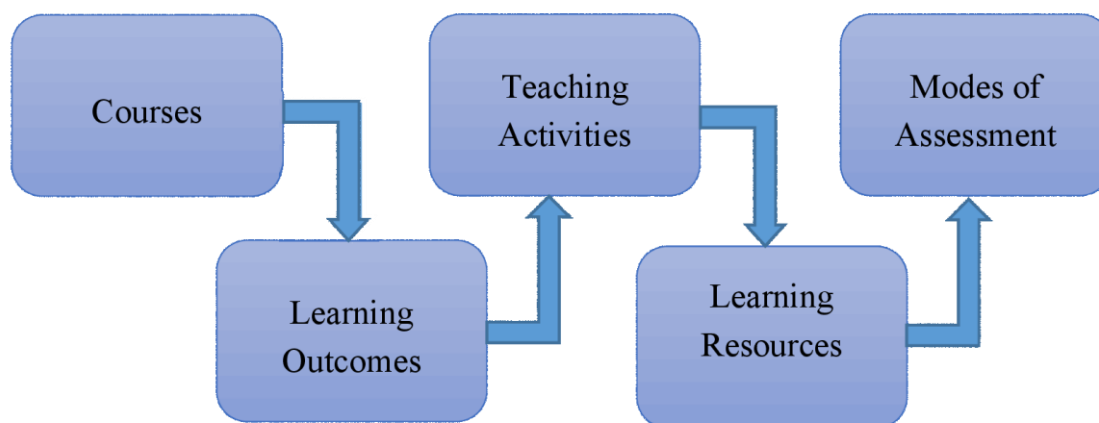 Courses
Learning
Outcomes
Teaching
Activities
Learning
Resources
Modes of
Assessment